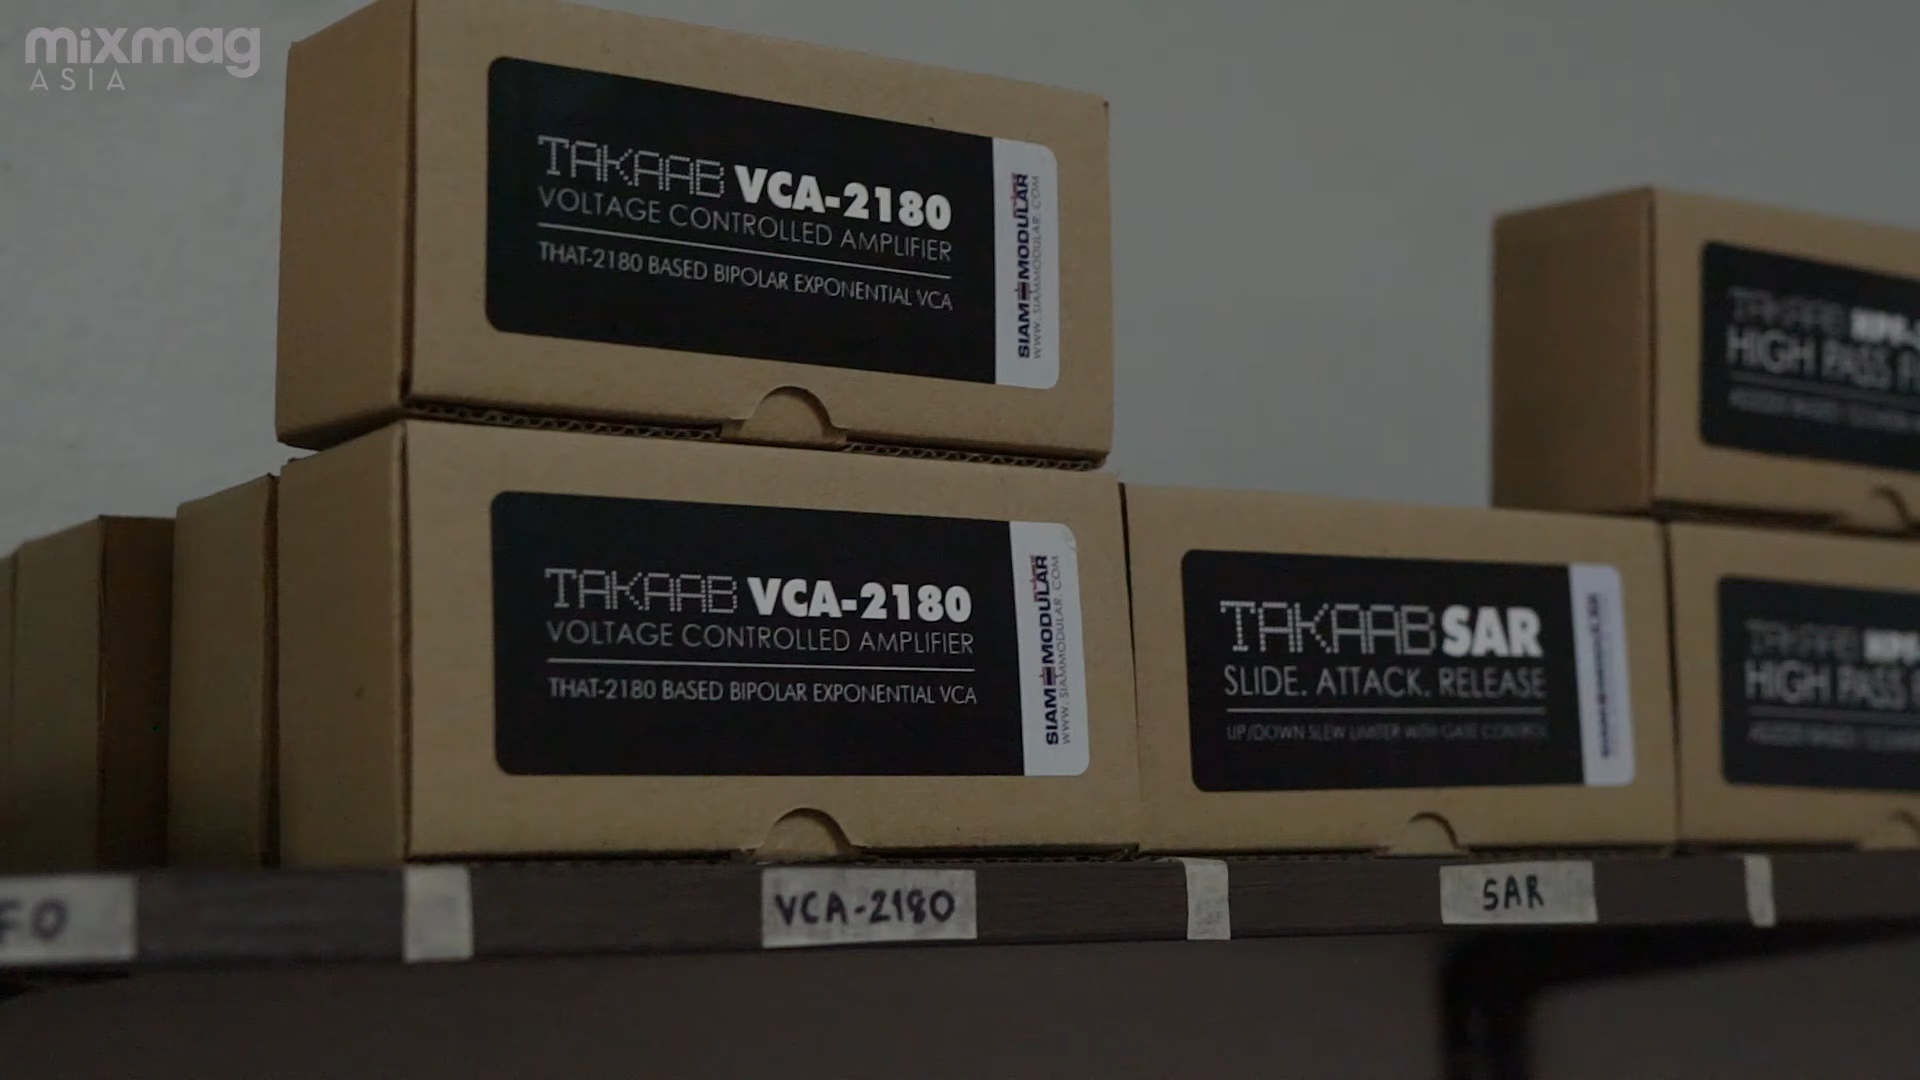 mixmag
ASIA
TAKAAB VCA-2180
VOLTAGE CONTROLLED AMPLIFIER
THAT-2180 BASED BIPOLAR EXPONENTIAL VCA
SIAM MODULAR
WWW.SIAMMODULAR.COM
TAKAAB
HIGH PASS
TAKAAB VCA-2180
VOLTAGE CONTROLLED AMPLIFIER
THAT-2180 BASED BIPOLAR EXPONENTIAL VCA
SIAM MODULAR
WWW.SIAMMODULAR.COM
TAKAAB SAR
SLIDE. ATTACK. RELEASE
UP/DOWN SLEW LIMITER WITH GATE CONTROL
TAKAAB
HIGH PASS
FO
VCA-2180
SAR